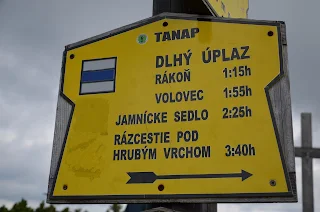 TANAP
DLHÝ ÚPLAZ
RÁKOŇ 1:15h
VOLOVEC 1:55h
JAMNÍCKE SEDLO 2:25h
RÁZCESTIE POD
HRUBÝM VRCHOM 3:40h